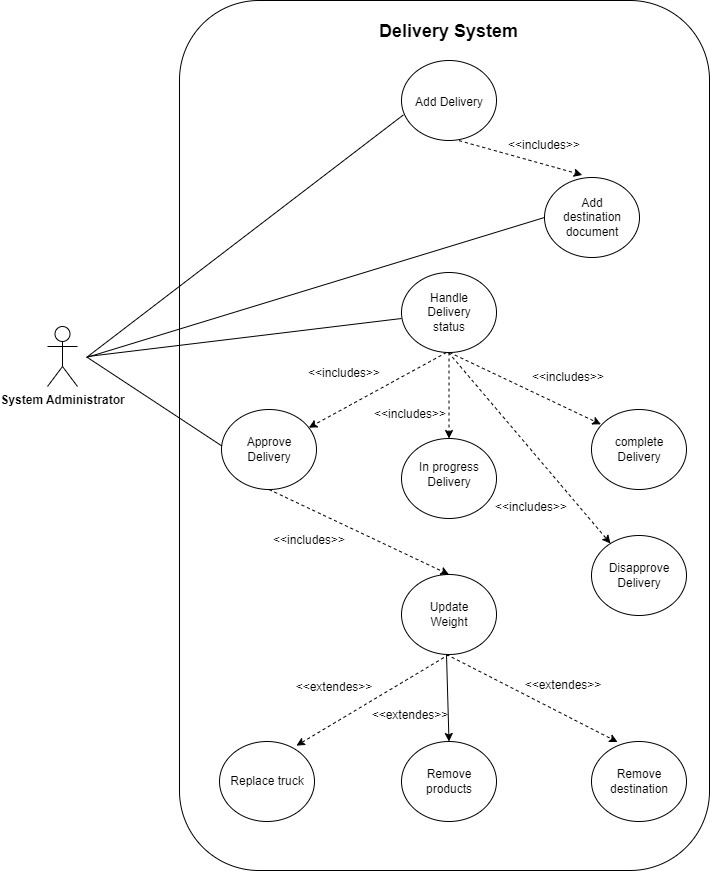 Delivery System
Add Delivery
<<includes>>
Add
destination
document
Handle
Delivery
status
System Administrator
<<includes>>
<<includes>>
<<includes>>
Approve
Delivery
In progress
Delivery
complete
Delivery
<<includes>>
<<includes>>
Disapprove
Delivery
Update
Weight
<<extendes>>
<<extendes>>
<<extendes>>
Replace truck
Remove
products
Remove
destination